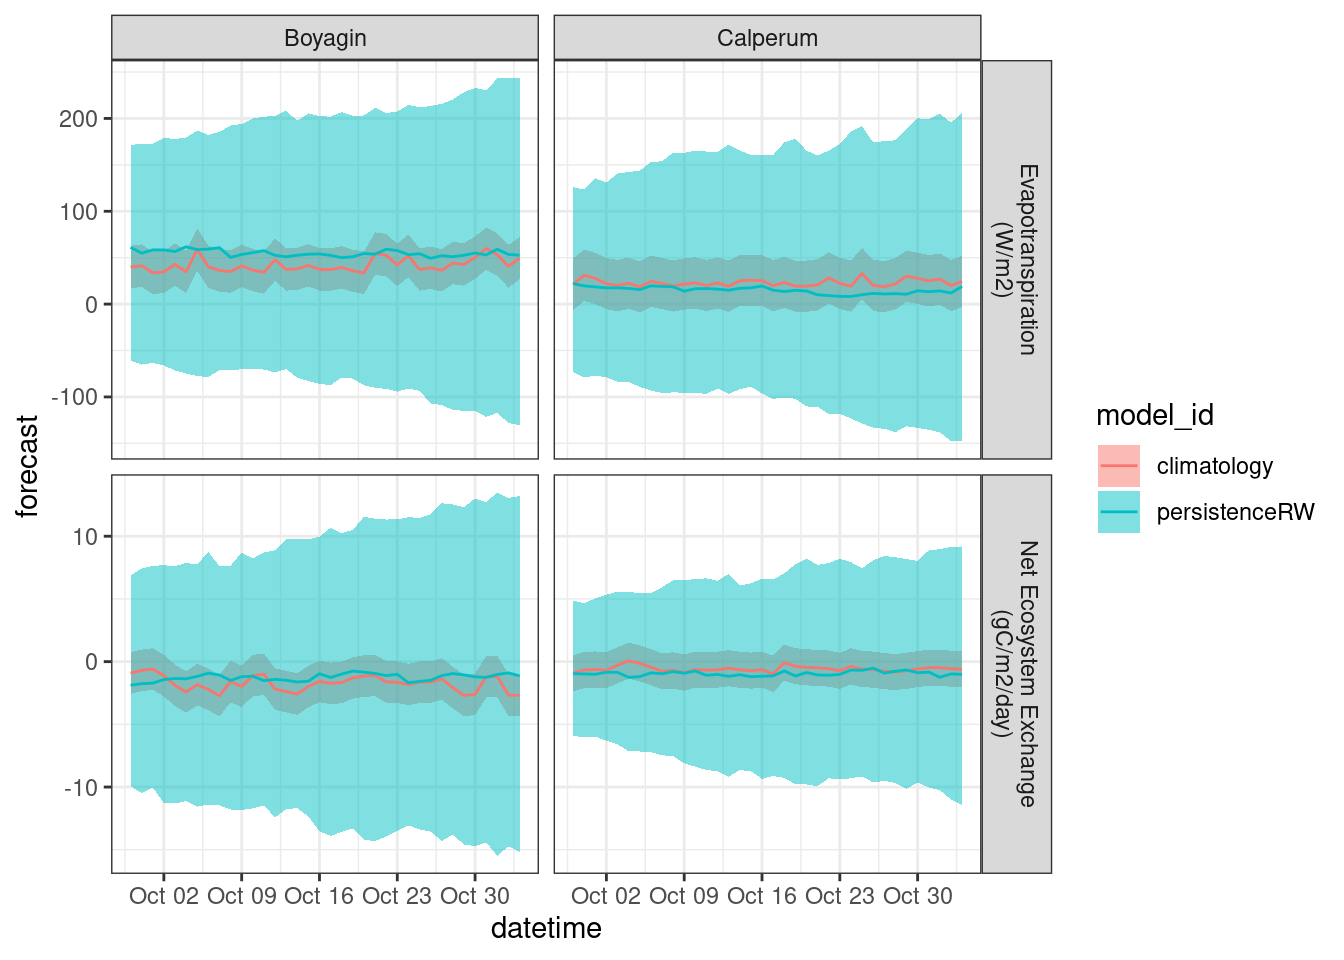 Boyagin
Calperum
200
100
0
-100
Evapotranspiration
(W/m2)
10
0
-10
Net Ecosystem Exchange
(gC/m2/day)
forecast
Oct 02 Oct 09 Oct 16 Oct 23 Oct 30
Oct 02 Oct 09 Oct 16 Oct 23 Oct 30
datetime
model_id
climatology
persistenceRW